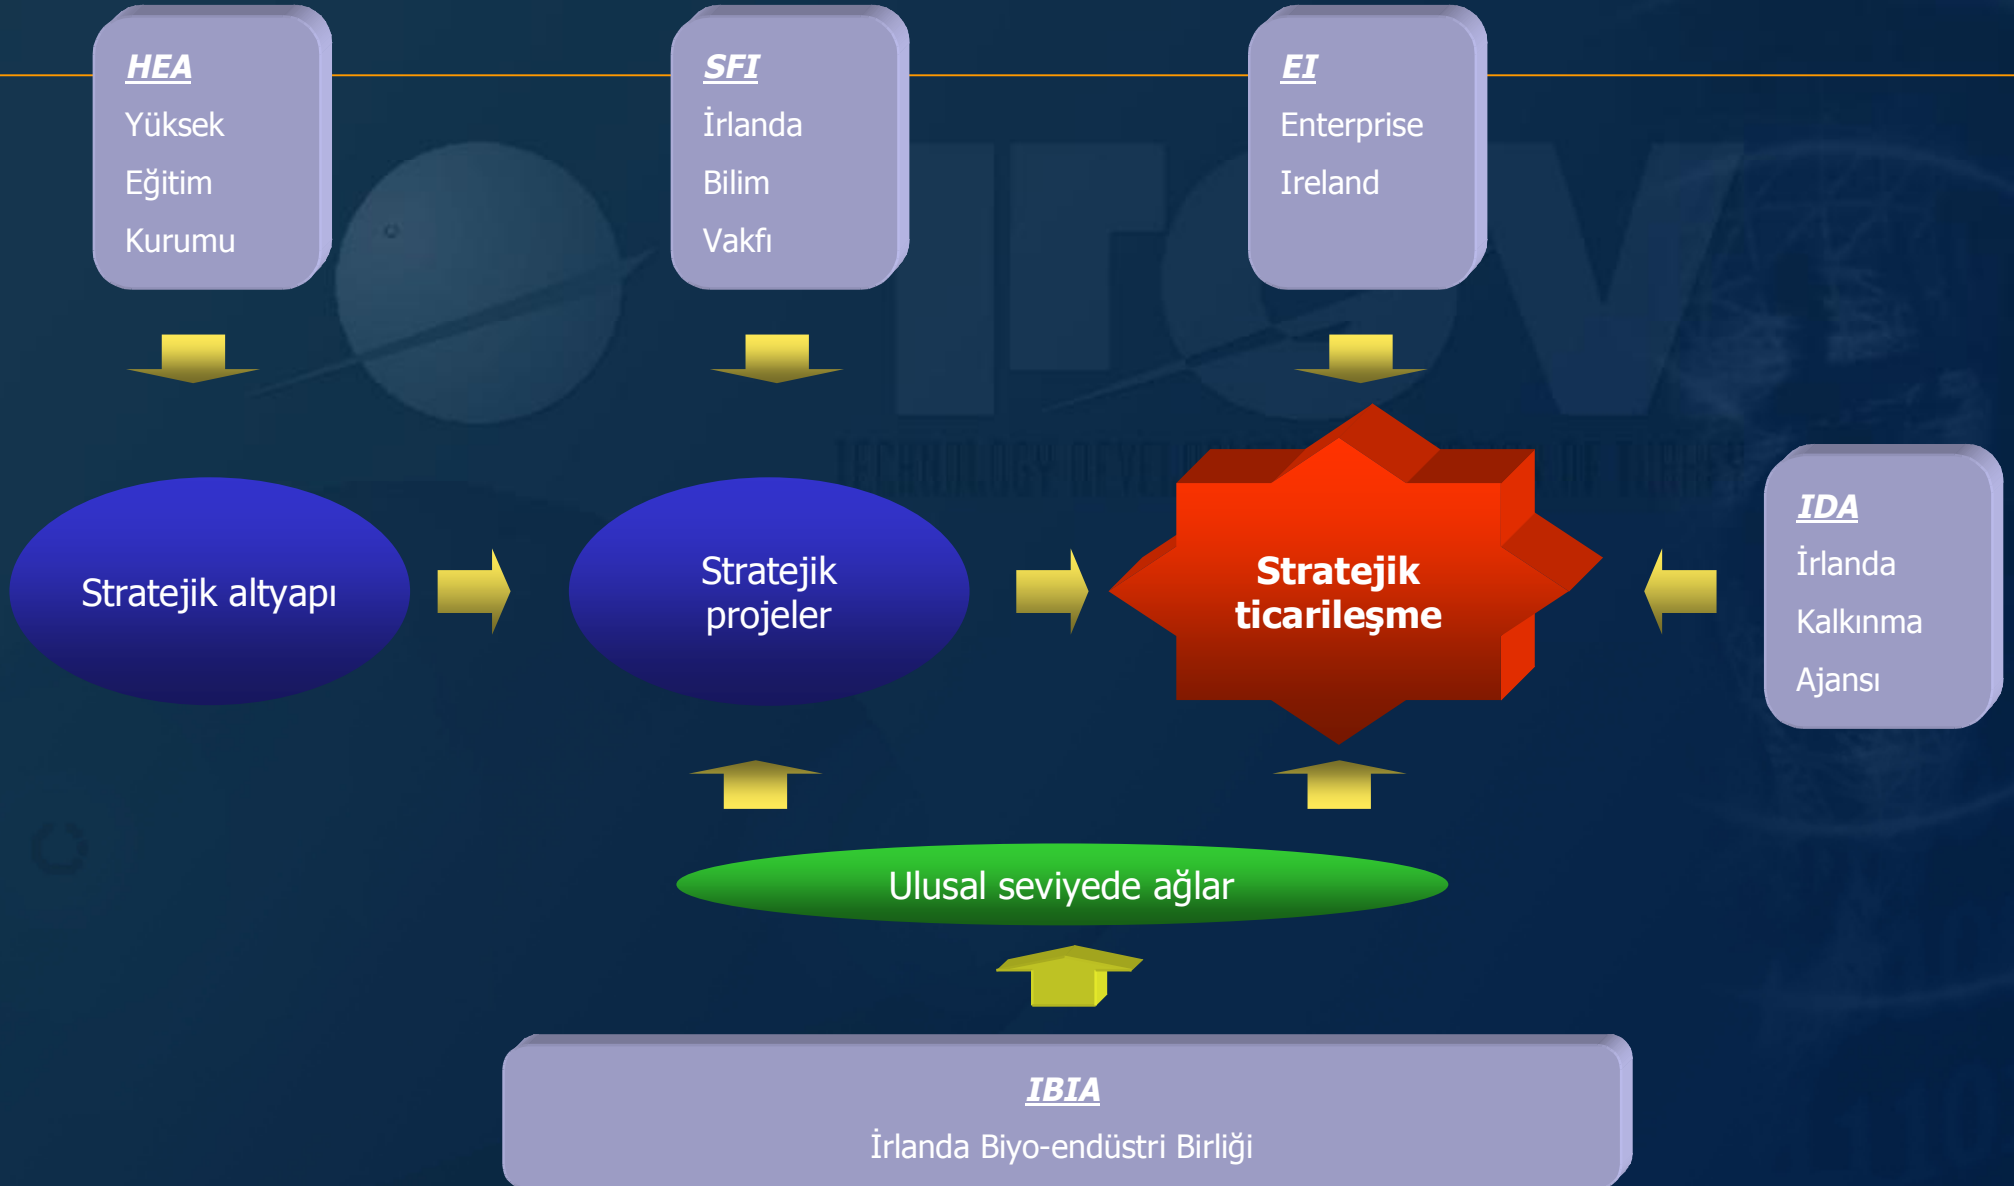 HEA
Yüksek
Eğitim
Kurumu
SFI
İrlanda
Bilim
Vakfı
EI
Enterprise
Ireland
Stratejik altyapı
Stratejik
projeler
Stratejik
ticarileşme
IDA
İrlanda
Kalkınma
Ajansı
Ulusal seviyede ağlar
IBIA
İrlanda Biyo-endüstri Birliği